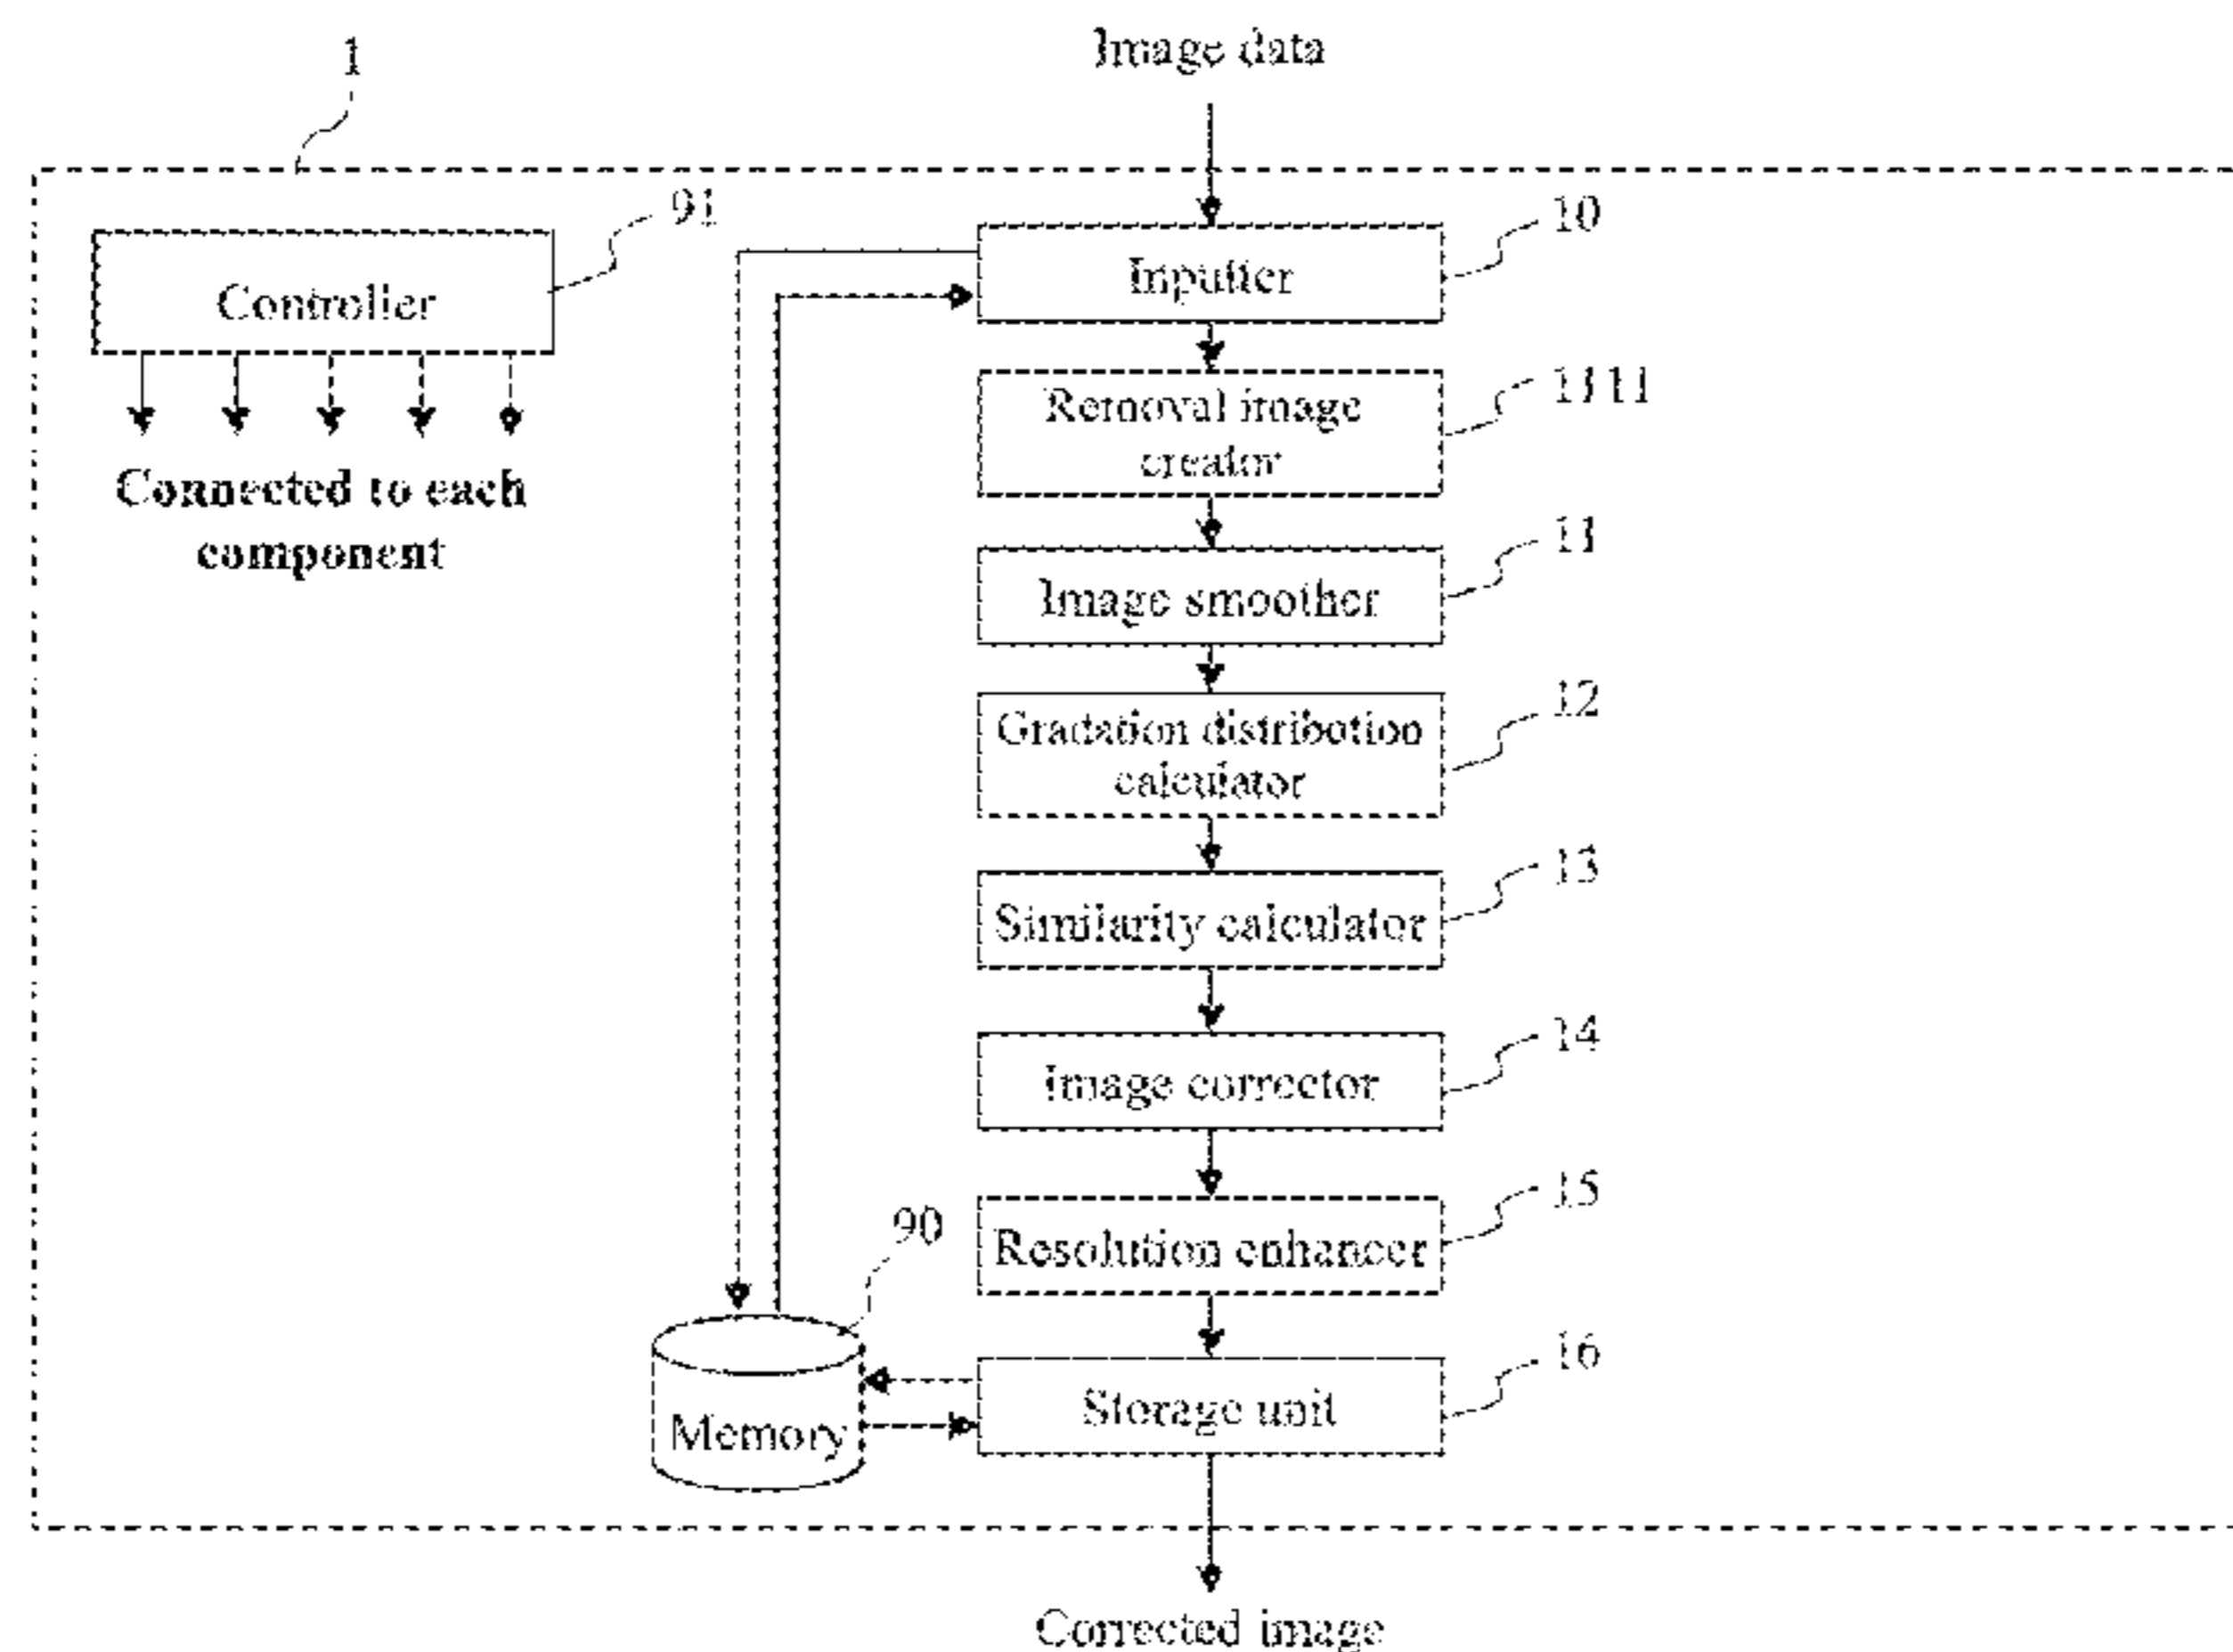 Image data
1
91
Controller
Connected to each
component
10
Inputter
1111
Removal image
creator
11
Image smoother
12
Gradation distribution
calculator
13
Similarity calculator
14
Image corrector
15
Resolution enhancer
90
16
Memory
Storage unit
Corrected image